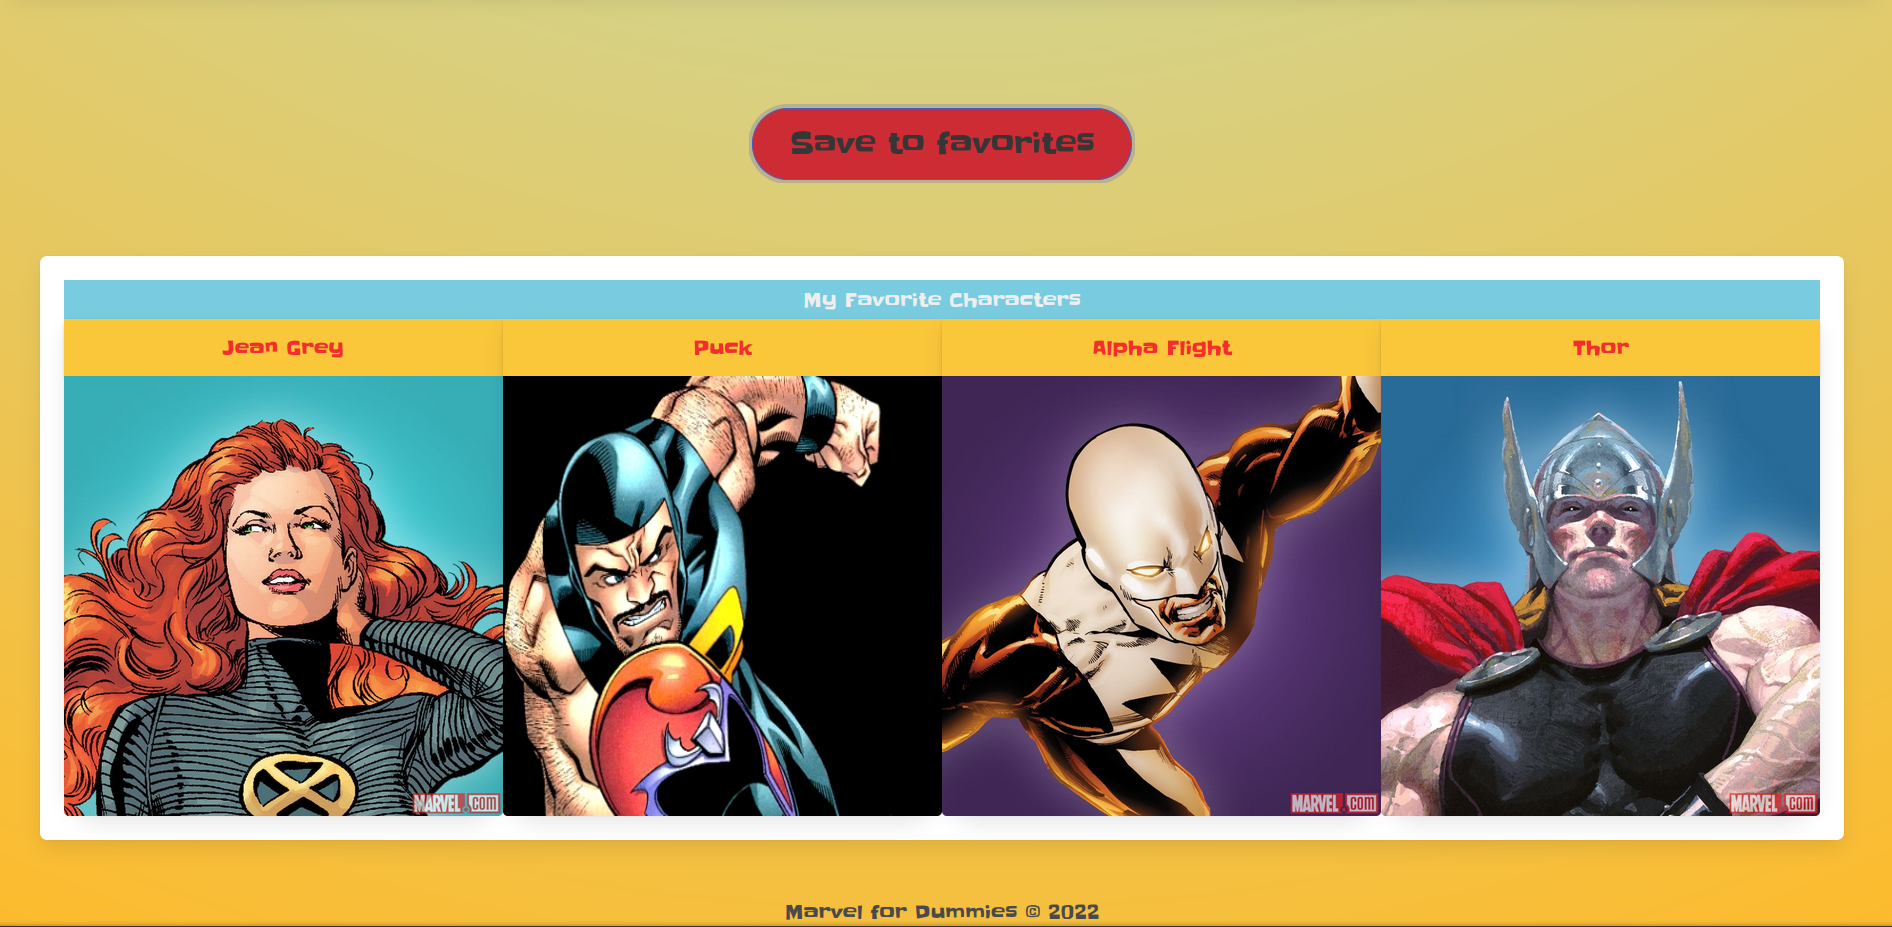 Save to favorites
My Favorite Characters
Jean Grey
Puck
Alpha Flight
Thor
MARVEL.COM
MARVEL.COM
MARVEL.COM
Marvel for Dummies © 2022